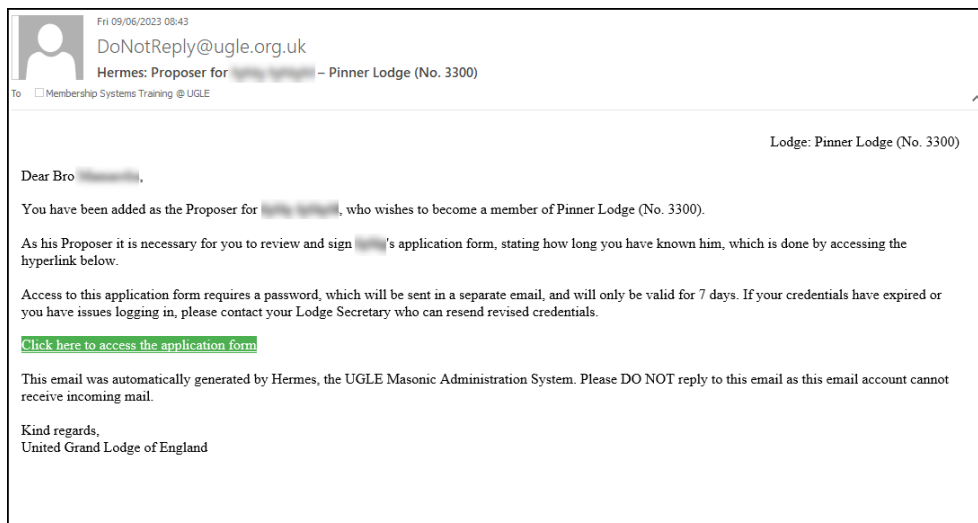 Fri 09/06/2023 08:43
DoNotReply@ugle.org.uk
Hermes: Proposer for – Pinner Lodge (No. 3300)
To Membership Systems Training @ UGLE
Lodge: Pinner Lodge (No. 3300)
Dear Bro ,
You have been added as the Proposer for , who wishes to become a member of Pinner Lodge (No. 3300).
As his Proposer it is necessary for you to review and sign 's application form, stating how long you have known him, which is done by accessing the
hyperlink below.
Access to this application form requires a password, which will be sent in a separate email, and will only be valid for 7 days. If your credentials have expired or
you have issues logging in, please contact your Lodge Secretary who can resend revised credentials.
Click here to access the application form
This email was automatically generated by Hermes, the UGLE Masonic Administration System. Please DO NOT reply to this email as this email account cannot
receive incoming mail.
Kind regards,
United Grand Lodge of England